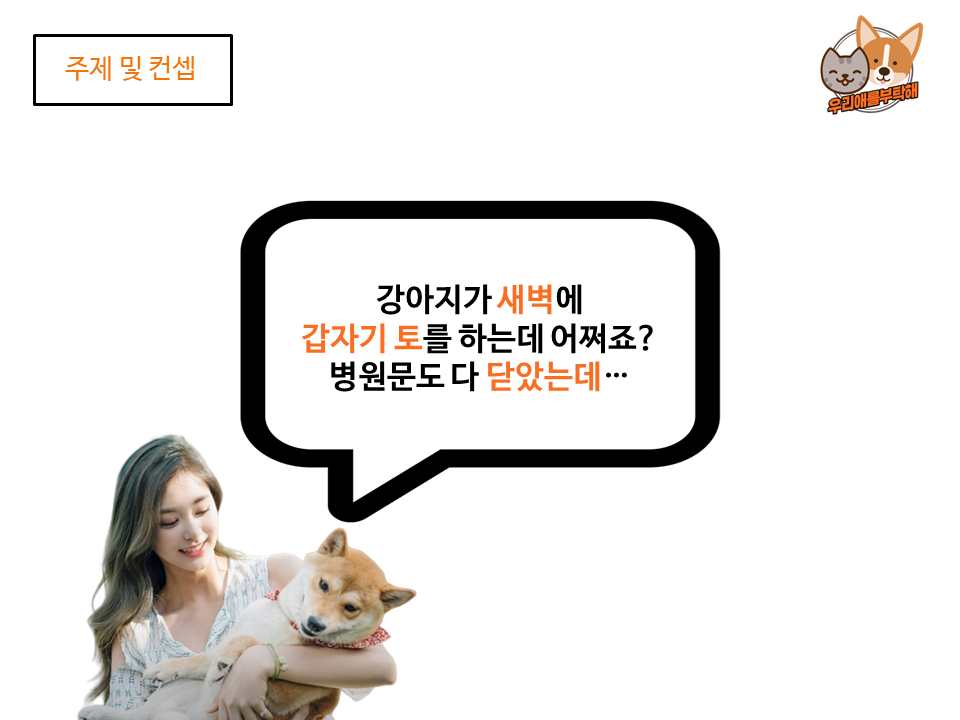 주제 및 컨셉
우리애를부탁해
강아지가 새벽에
갑자기 토를 하는데 어쩌죠?
병원문도 다 닫았는데…